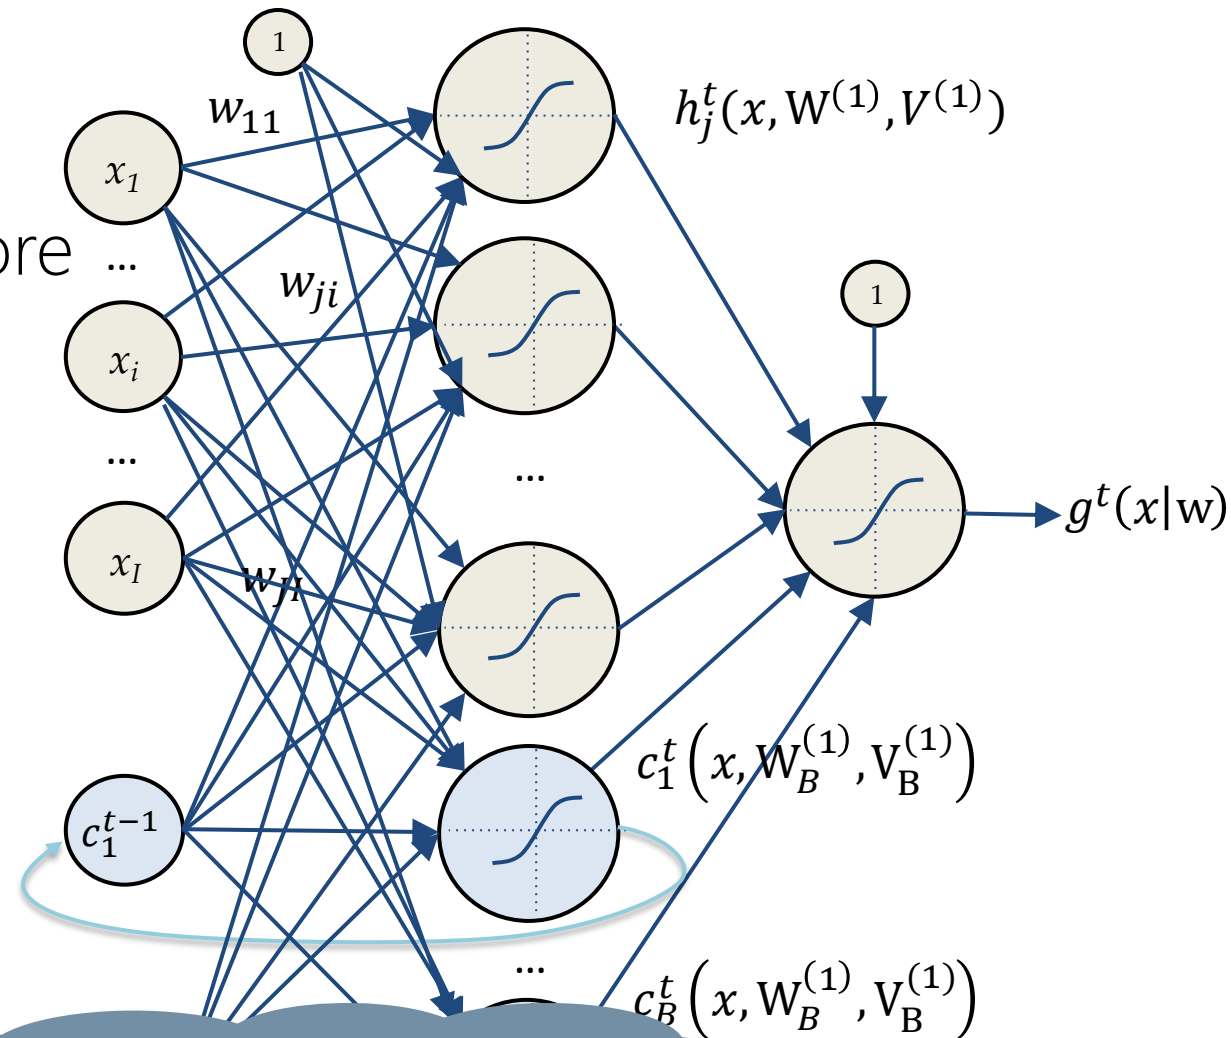 1
w₁₁
h_j^t(x, W^(1), V^(1))
x₁
ore
...
w_ji
1
x_i
...
...
g^t(x|w)
x_I
w_JI
c_1^t(x, W_B^(1), V_B^(1))
c_1^{t−1}
...
c_B^t(x, W_B^(1), V_B^(1))